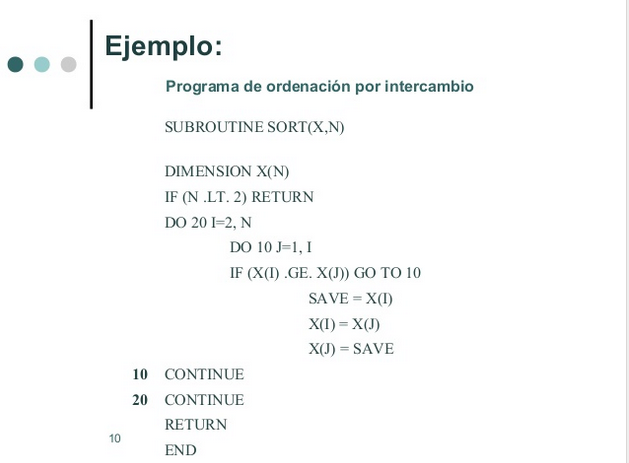 Ejemplo:
Programa de ordenación por intercambio
SUBROUTINE SORT(X,N)
DIMENSION X(N)
IF (N .LT. 2) RETURN
DO 20 I=2, N
DO 10 J=1, I
IF (X(I) .GE. X(J)) GO TO 10
SAVE = X(I)
X(I) = X(J)
X(J) = SAVE
10 CONTINUE
20 CONTINUE
RETURN
10
END